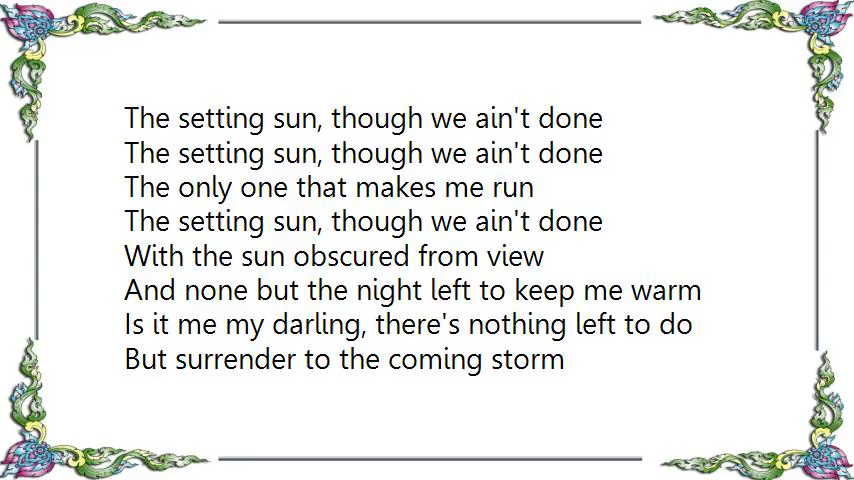 The setting sun, though we ain't done
The setting sun, though we ain't done
The only one that makes me run
The setting sun, though we ain't done
With the sun obscured from view
And none but the night left to keep me warm
Is it me my darling, there's nothing left to do
But surrender to the coming storm